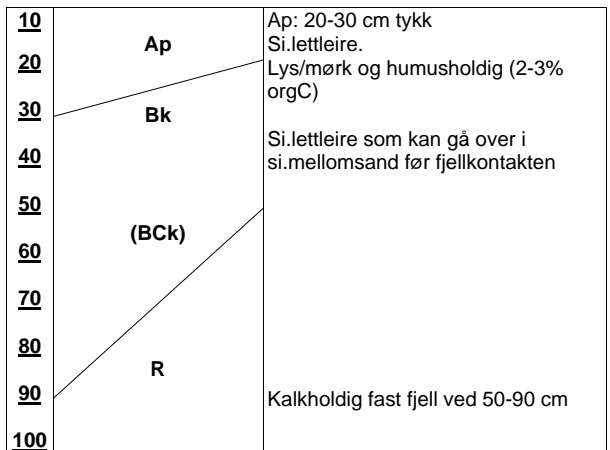 10
Ap
20
30
Bk
40
50
(BCk)
60
70
80
R
90
100
Ap: 20-30 cm tykk
Si.lettleire.
Lys/mørk og humusholdig (2-3%
orgC)
Si.lettleire som kan gå over i
si.mellomsand før fjellkontakten
Kalkholdig fast fjell ved 50-90 cm